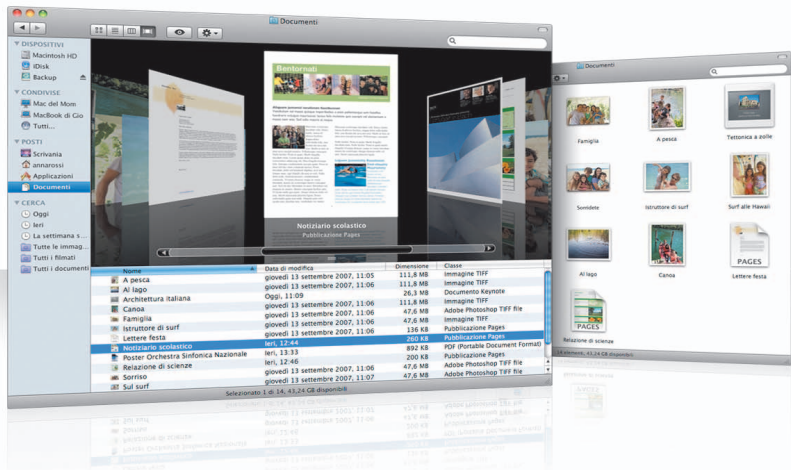 Documenti
DISPOSITIVI
Macintosh HD
iDisk
Backup
CONDIVISE
Mac del Mom
MacBook di Gio
Tutti...
POSTI
Scrivania
annarossi
Applicazioni
Documenti
CERCA
Oggi
Ieri
La settimana s...
Tutte le immag...
Tutti i filmati
Tutti i documenti
Bentornati
Notiziario scolastico
Pubblicazione Pages
Nome Data di modifica Dimensione Classe
A pesca giovedì 13 settembre 2007, 11:05 111,8 MB Immagine TIFF
Al lago giovedì 13 settembre 2007, 11:06 111,8 MB Immagine TIFF
Architettura italiana Oggi, 11:09 26,3 MB Documento Keynote
Canoa giovedì 13 settembre 2007, 11:06 111,8 MB Immagine TIFF
Famiglia giovedì 13 settembre 2007, 11:06 47,6 MB Adobe Photoshop TIFF file
Istruttore di surf giovedì 13 settembre 2007, 11:06 47,6 MB Immagine TIFF
Lettere festa giovedì 13 settembre 2007, 11:06 136 KB Pubblicazione Pages
Notiziario scolastico Ieri, 12:44 260 KB Pubblicazione Pages
Poster Orchestra Sinfonica Nazionale Ieri, 13:33 892 KB PDF (Portable Document Format)
Relazione di scienze Ieri, 12:46 200 KB Pubblicazione Pages
Sorriso giovedì 13 settembre 2007, 11:06 47,6 MB Adobe Photoshop TIFF file
Sul surf giovedì 13 settembre 2007, 11:07 47,6 MB Adobe Photoshop TIFF file
Selezionato 1 di 14, 43,24 GB disponibili
Documenti
Famiglia
A pesca
Tettonica a zolle
Istruttore di surf
Surf alle Hawaii
Al lago
Canoa
PAGES
Lettere festa
PAGES
Relazione di scienze
14 elementi, 43,24 GB disponibili